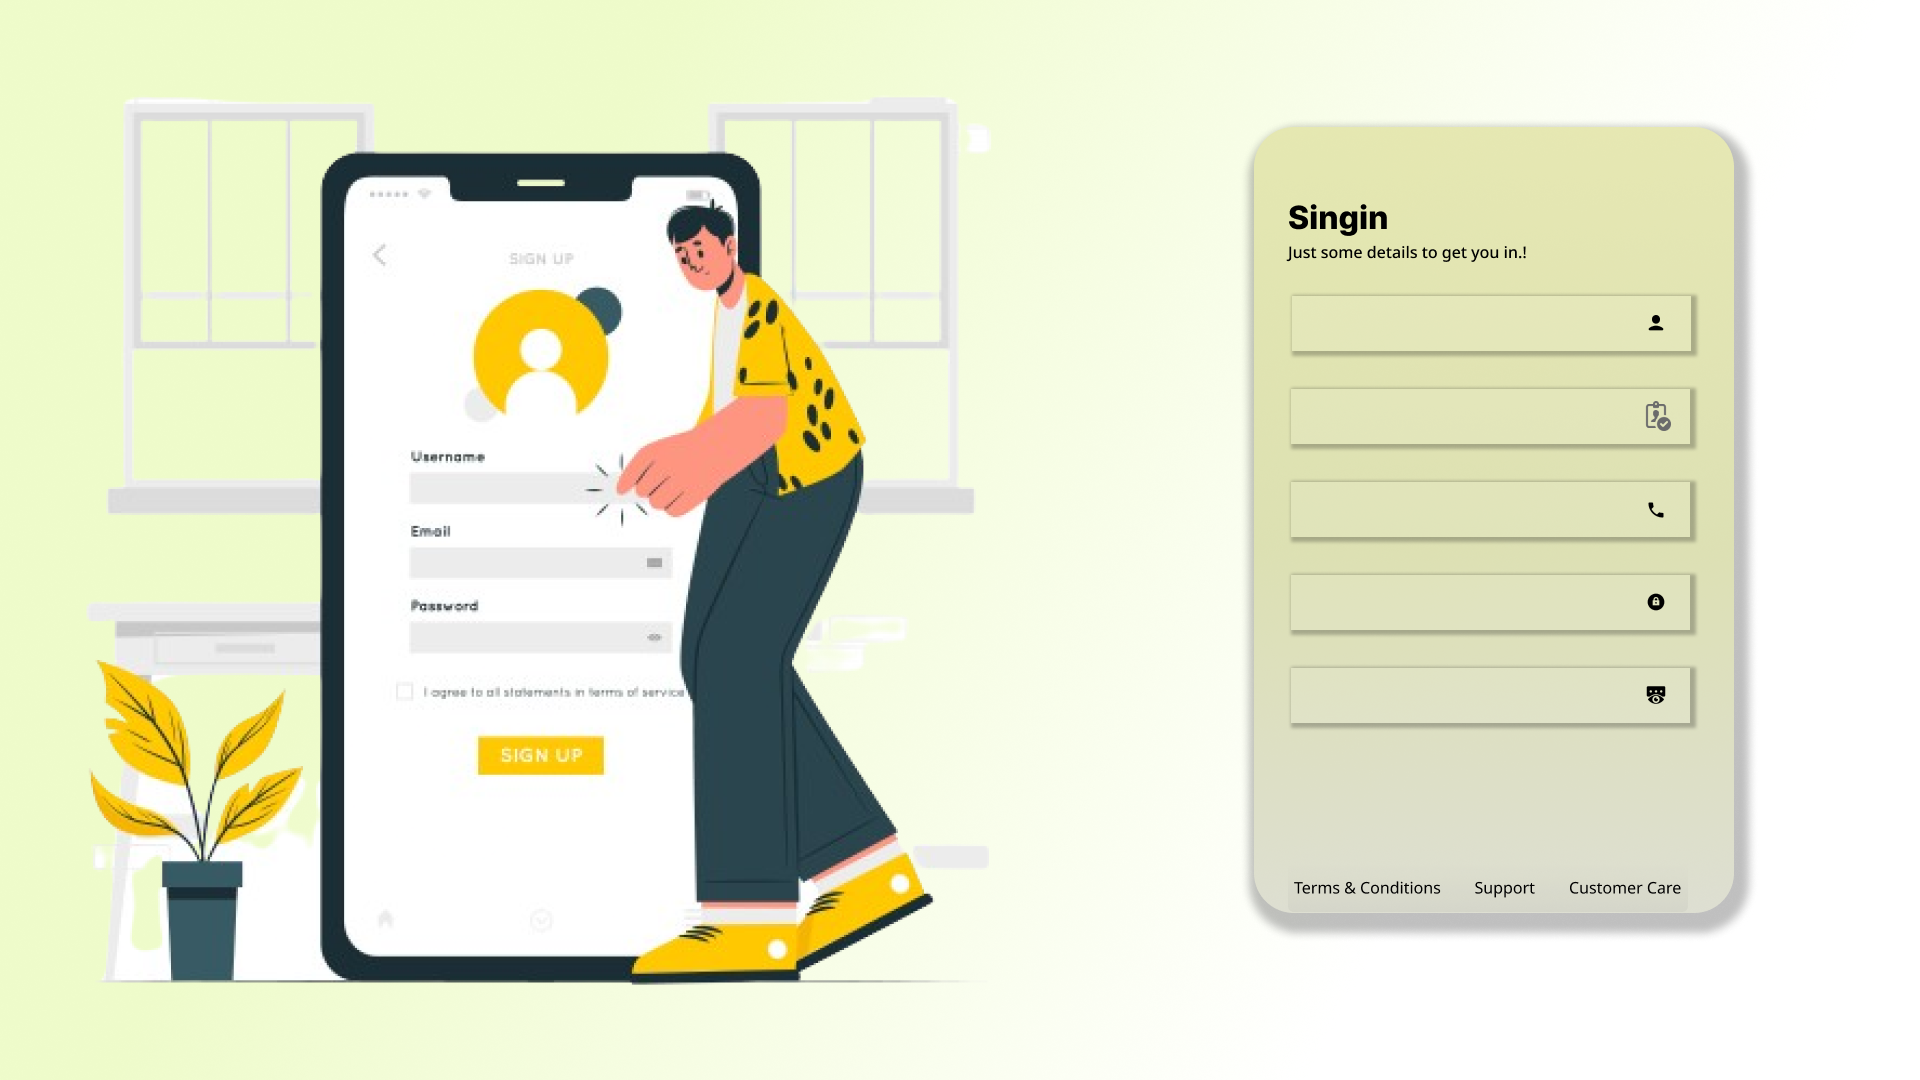 SIGN UP
Username
Email
Password
I agree to all statements in terms of service
SIGN UP
Singin
Just some details to get you in.!
Terms & Conditions Support Customer Care